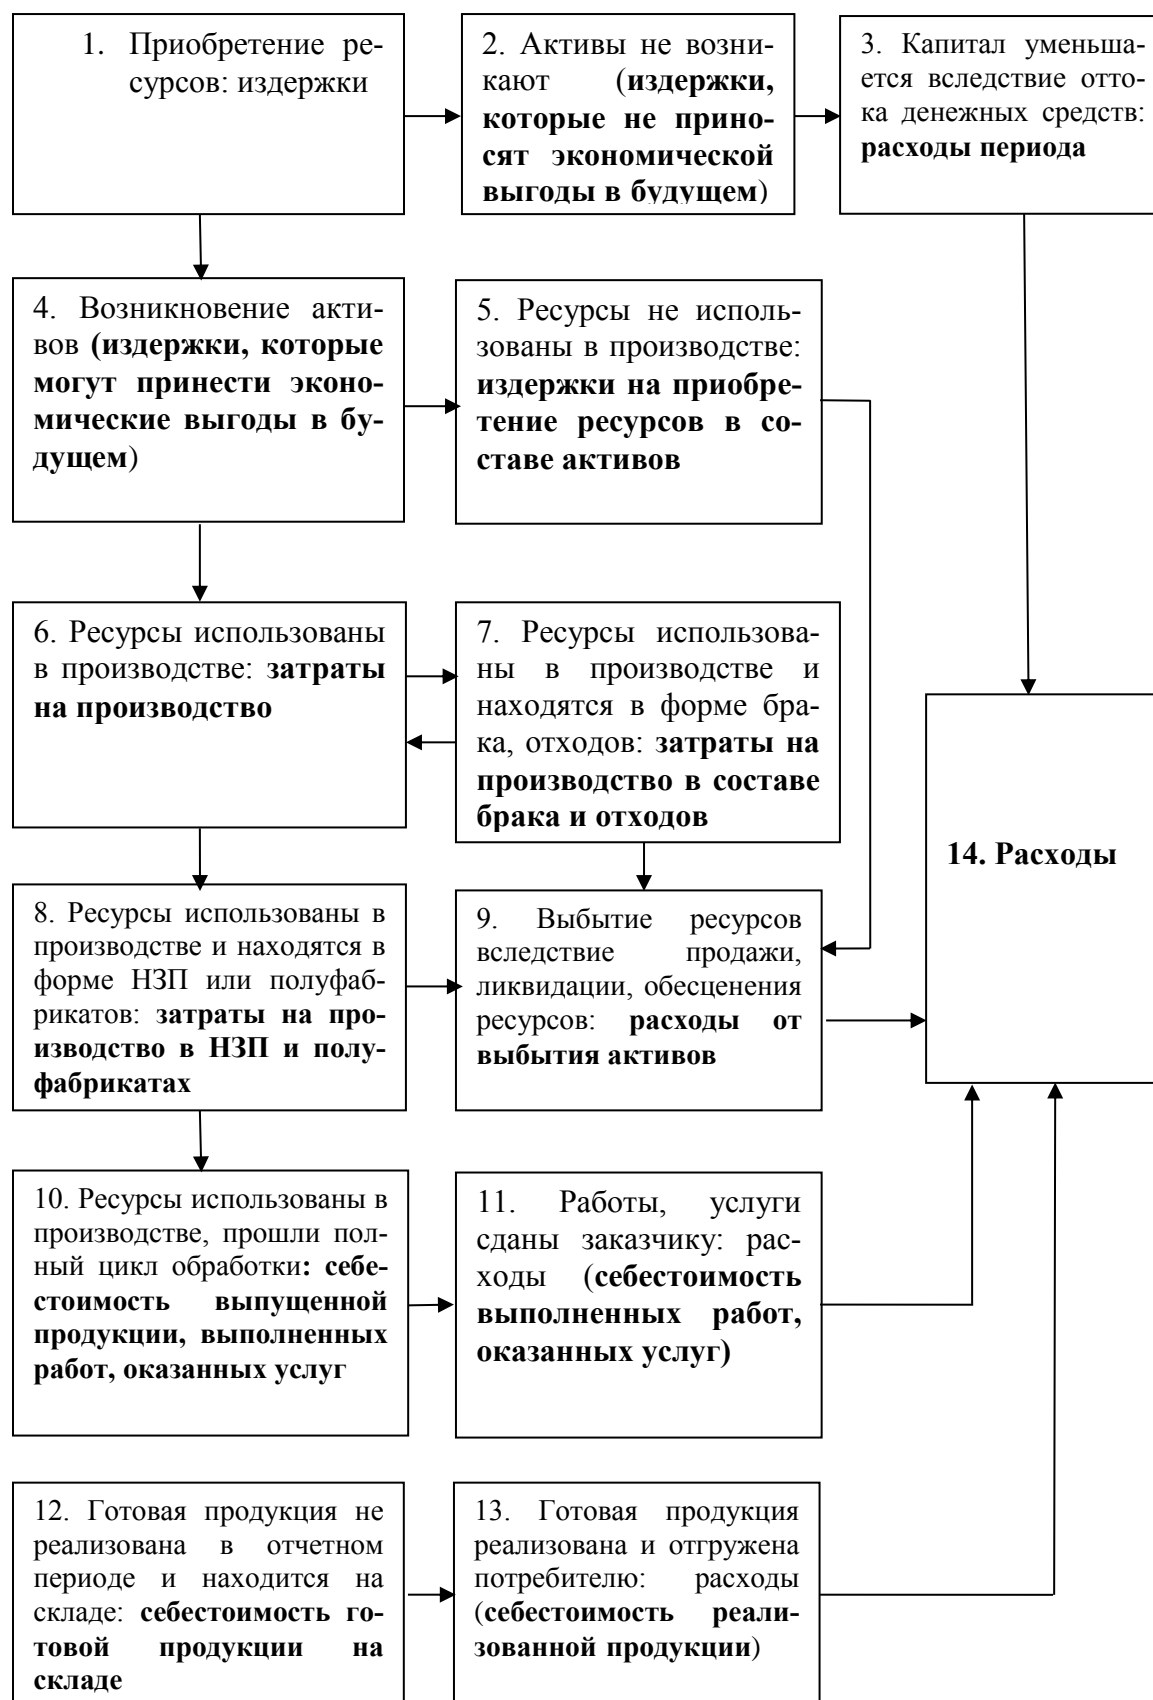 1. Приобретение ре-
сурсов: издержки
2. Активы не возни-
кают (издержки,
которые не прино-
сят экономической
выгоды в будущем)
3. Капитал уменьша-
ется вследствие отто-
ка денежных средств:
расходы периода
4. Возникновение акти-
вов (издержки, которые
могут принести эконо-
мические выгоды в бу-
дущем)
5. Ресурсы не исполь-
зованы в производстве:
издержки на приобре-
тение ресурсов в со-
ставе активов
6. Ресурсы использованы
в производстве: затраты
на производство
7. Ресурсы использова-
ны в производстве и
находятся в форме бра-
ка, отходов: затраты на
производство в составе
брака и отходов
14. Расходы
8. Ресурсы использованы в
производстве и находятся в
форме НЗП или полуфаб-
рикатов: затраты на про-
изводство в НЗП и полу-
фабрикатах
9. Выбытие ресурсов
вследствие продажи,
ликвидации, обесценения
ресурсов: расходы от
выбытия активов
10. Ресурсы использованы в
производстве, прошли пол-
ный цикл обработки: себе-
стоимость выпущенной
продукции, выполненных
работ, оказанных услуг
11. Работы, услуги
сданы заказчику: рас-
ходы (себестоимость
выполненных работ,
оказанных услуг)
12. Готовая продукция не
реализована в отчетном
периоде и находится на
складе: себестоимость го-
товой продукции на
складе
13. Готовая продукция
реализована и отгружена
потребителю: расходы
(себестоимость реали-
зованной продукции)